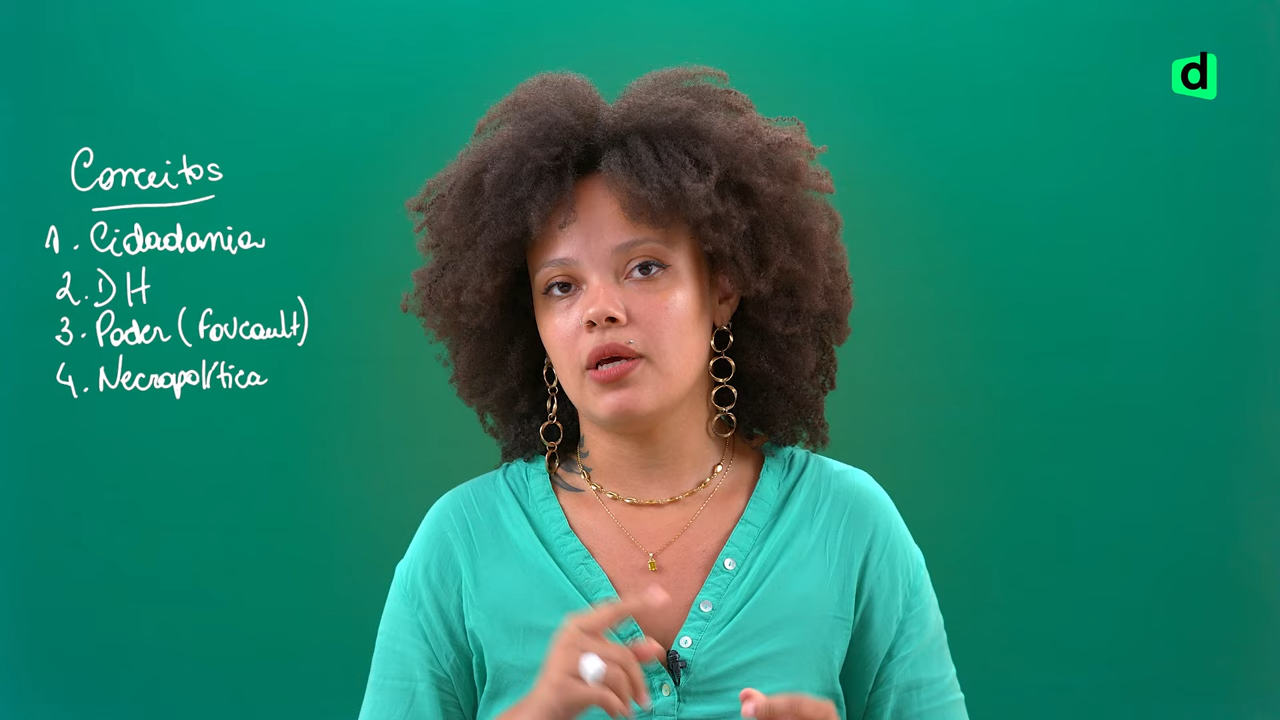 Conceitos
1. Cidadania
2. DH
3. Poder (Foucault)
4. Necropolítica
d